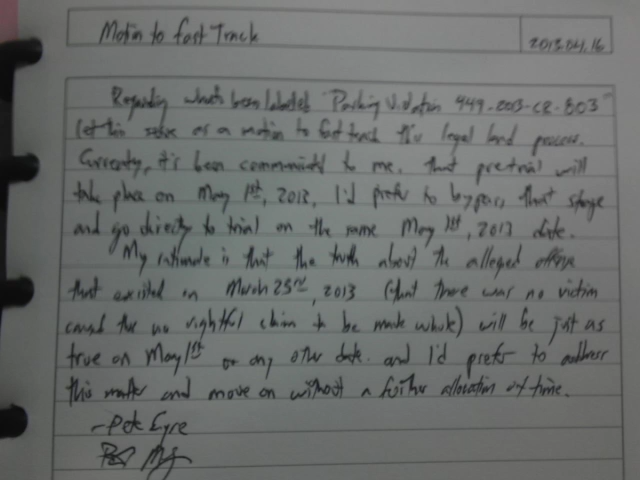 Motion to fast Track
2013.04.16
Regarding what's been labeled "Parking Violation 449-2013-CR-803"
let this serve as a motion to fast track this legal land process.
Currently, it's been communicated to me, that pretrial will
take place on May 1st, 2013. I'd prefer to bypass that stage
and go directly to trial on the same May 1st, 2013 date.
My rationale is that the truth about the alleged offense
that existed on March 23rd, 2013 (that there was no victim
and thus no rightful claim to be made whole) will be just as
true on May 1st or any other date. and I'd prefer to address
this matter and move on without a further allocation of time.
-Pete Eyre